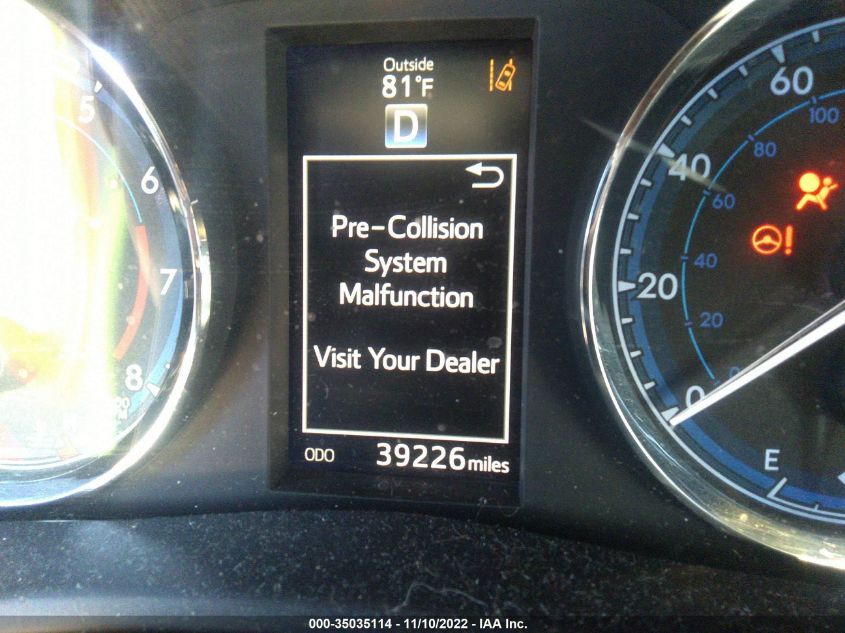 Outside
81°F
D
Pre-Collision
System
Malfunction
Visit Your Dealer
ODO 39226 miles
5
6
7
8
0
20
40
60
20
40
60
80
100
!
E
000-35035114 - 11/10/2022 - IAA Inc.